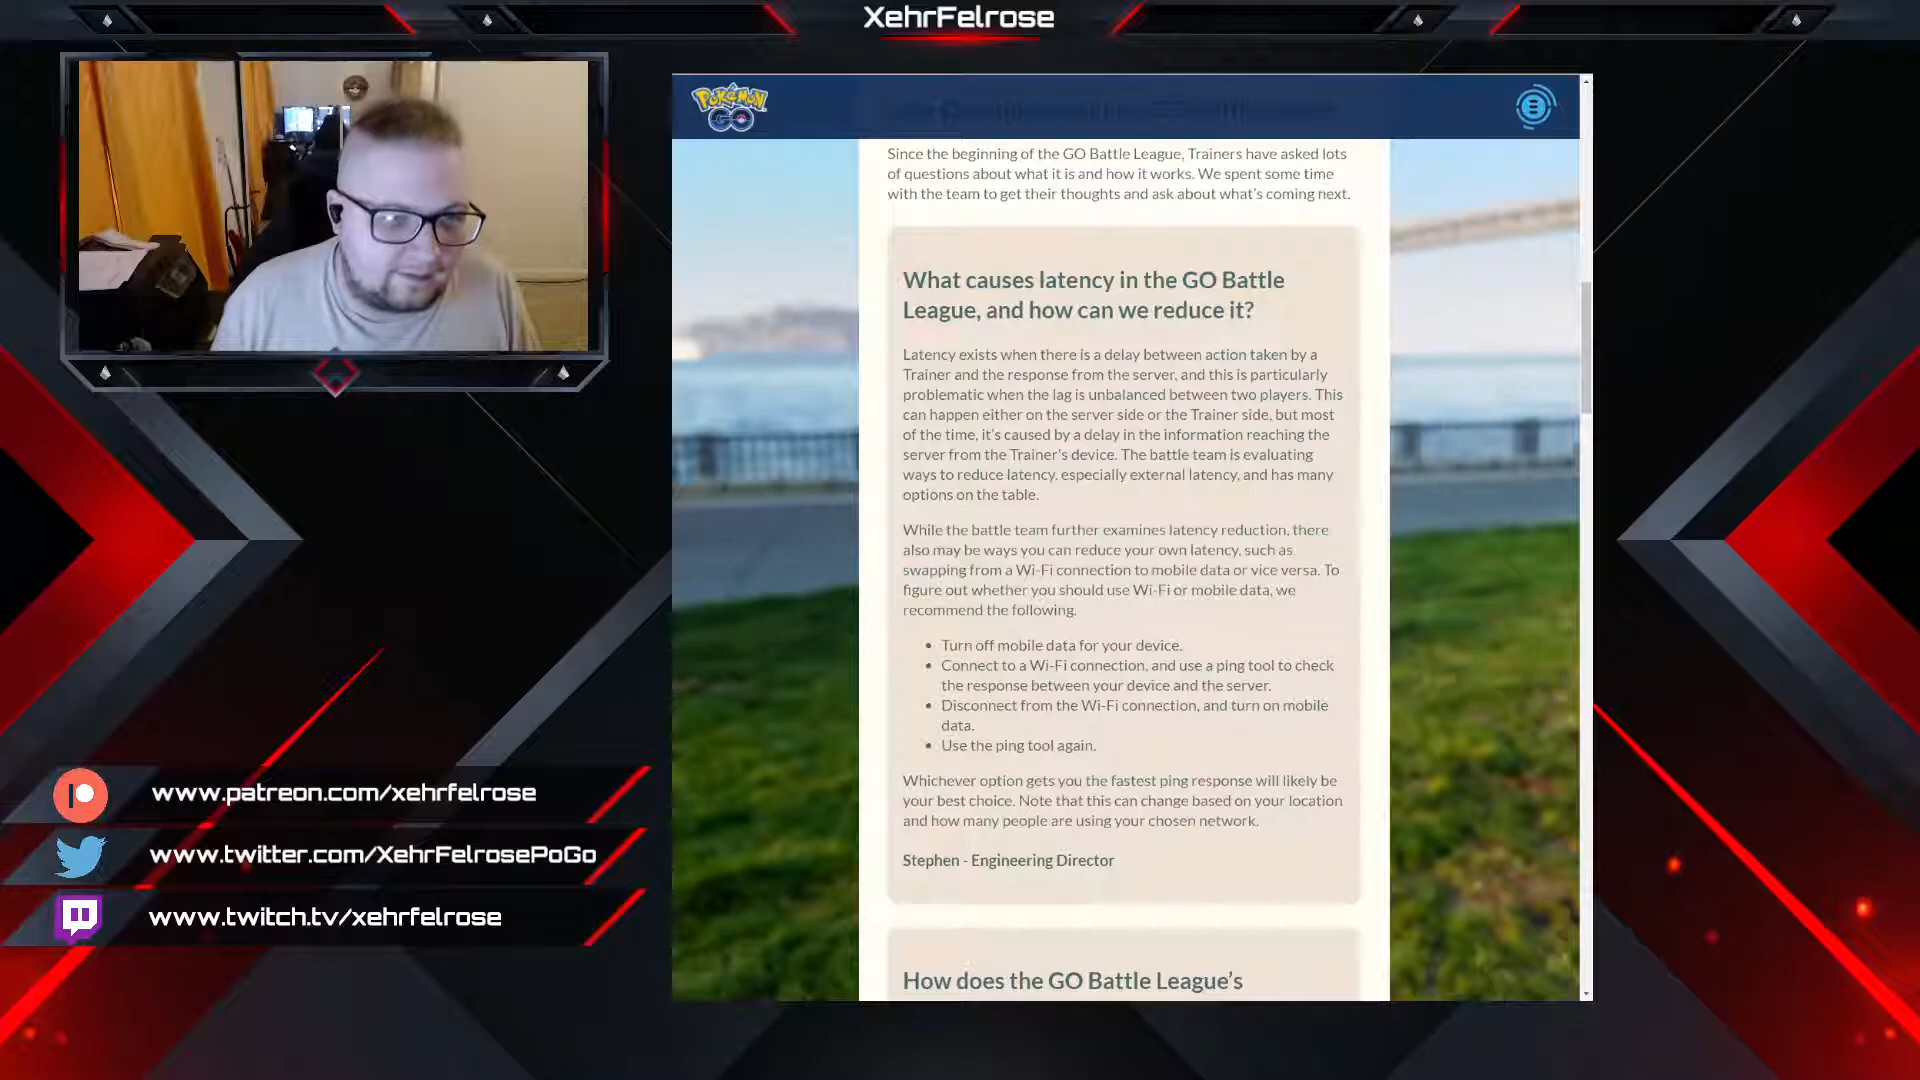 XehrFelrose
POKÉMON
GO
Since the beginning of the GO Battle League, Trainers have asked lots
of questions about what it is and how it works. We spent some time
with the team to get their thoughts and ask about what's coming next.
What causes latency in the GO Battle
League, and how can we reduce it?
Latency exists when there is a delay between action taken by a
Trainer and the response from the server, and this is particularly
problematic when the lag is unbalanced between two players. This
can happen either on the server side or the Trainer side, but most
of the time, it's caused by a delay in the information reaching the
server from the Trainer's device. The battle team is evaluating
ways to reduce latency. especially external latency, and has many
options on the table.
While the battle team further examines latency reduction, there
also may be ways you can reduce your own latency, such as
swapping from a Wi-Fi connection to mobile data or vice versa. To
figure out whether you should use Wi-Fi or mobile data, we
recommend the following.
• Turn off mobile data for your device.
• Connect to a Wi-Fi connection, and use a ping tool to check
the response between your device and the server.
• Disconnect from the Wi-Fi connection, and turn on mobile
data.
• Use the ping tool again.
Whichever option gets you the fastest ping response will likely be
your best choice. Note that this can change based on your location
and how many people are using your chosen network.
Stephen - Engineering Director
How does the GO Battle League's
www.patreon.com/xehrfelrose
www.twitter.com/XehrFelrosePoGo
www.twitch.tv/xehrfelrose